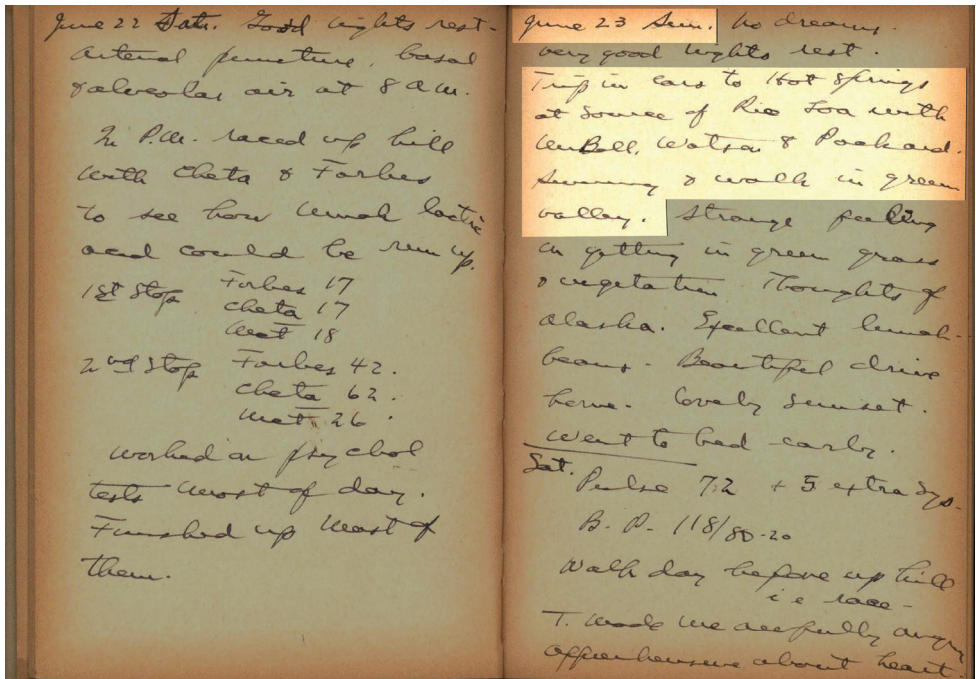 June 22 Sat. Good nights rest-
Arterial puncture, basal
& alveolar air at 8 A.M.
In P.M. raced up hill
with Cheta & Forbes
to see how much lactic
acid could be run up.
1st Stop Forbes 17
Cheta 17
Mat 18
2nd Stop Forbes 42.
Cheta 62.
Mat 26
Worked on psychol
tests most of day.
Finished up most of
them.
June 23 Sun. No dreams.
Very good nights rest.
Trip in cars to Hot Springs
at source of Rio Loa with
Watson & Packard.
Swimming & walk in green
valley. Strange feeling
in getting in green grass
& vegetation. Thoughts of
Alaska. Excellent lunch-
beans. Beautiful drive
home. Lovely sunset.
Went to bed early.
Sat. Pulse 72 + 5 extra sys.
B.P. 118/80-20
Walk day before up hill
i e race-
T. made me awfully angry
apprehensive about heart.